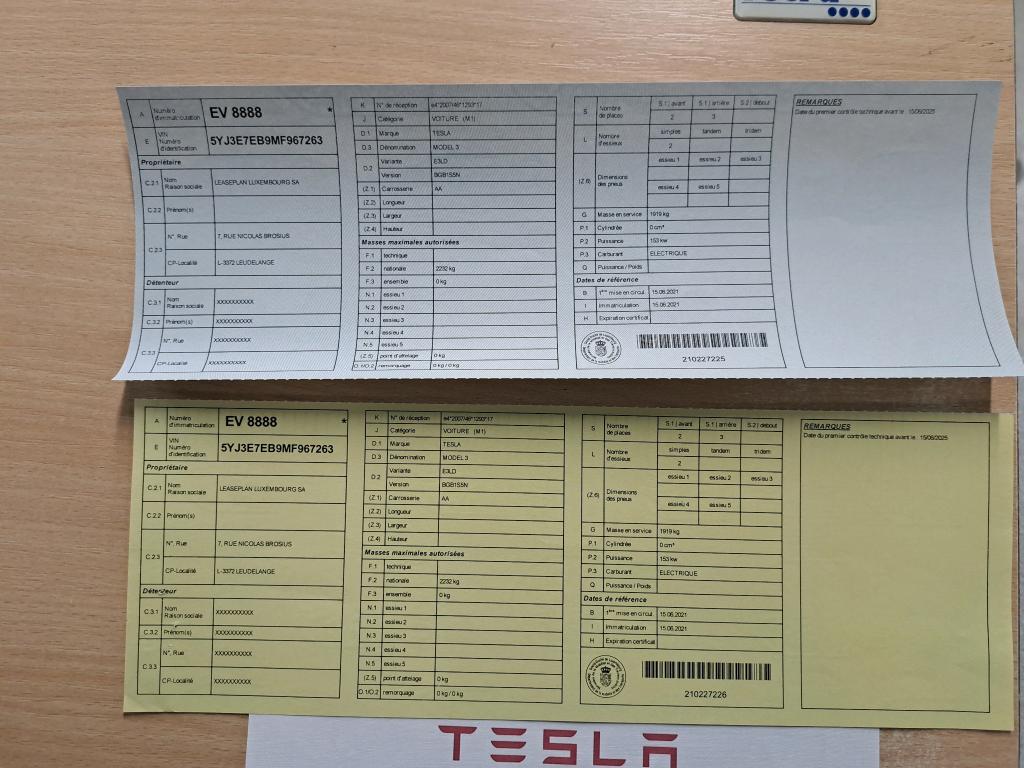 A Numéro d'immatriculation EV 8888 *
E VIN Numéro d'identification 5YJ3E7EB9MF967263
Propriétaire
C.2.1 Nom Raison sociale LEASEPLAN LUXEMBOURG SA
C.2.2 Prénom(s)
C.2.3 N°, Rue 7, RUE NICOLAS BROSIUS
CP-Localité L-3372 LEUDELANGE
Détenteur
C.3.1 Nom Raison sociale XXXXXXXXXX
C.3.2 Prénom(s) XXXXXXXXXX
C.3.3 N°, Rue XXXXXXXXXX
CP-Localité XXXXXXXXXX
K N° de réception e4*2007/46*1293*17
J Catégorie VOITURE (M1)
D.1 Marque TESLA
D.3 Dénomination MODEL 3
D.2 Variante E3LD
Version BGB1S5N
(Z.1) Carrosserie AA
(Z.2) Longueur
(Z.3) Largeur
(Z.4) Hauteur
Masses maximales autorisées
F.1 technique
F.2 nationale 2232 kg
F.3 ensemble 0 kg
N.1 essieu 1
N.2 essieu 2
N.3 essieu 3
N.4 essieu 4
N.5 essieu 5
(Z.5) point d'attelage 0 kg
O.1/O.2 remorquage 0 kg / 0 kg
S Nombre de places S.1 | avant S.1 | arrière S.2 | debout
2 3
L Nombre d'essieux simples tandem tridem
2
(Z.6) Dimensions des pneus essieu 1 essieu 2 essieu 3
essieu 4 essieu 5
G Masse en service 1919 kg
P.1 Cylindrée 0 cm³
P.2 Puissance 153 kw
P.3 Carburant ELECTRIQUE
Q Puissance / Poids
Dates de référence
B 1ère mise en circul. 15.06.2021
I Immatriculation 15.06.2021
H Expiration certificat
210227225
REMARQUES
Date du premier contrôle technique avant le : 15/06/2025
A Numéro d'immatriculation EV 8888 *
E VIN Numéro d'identification 5YJ3E7EB9MF967263
Propriétaire
C.2.1 Nom Raison sociale LEASEPLAN LUXEMBOURG SA
C.2.2 Prénom(s)
C.2.3 N°, Rue 7, RUE NICOLAS BROSIUS
CP-Localité L-3372 LEUDELANGE
Détenteur
C.3.1 Nom Raison sociale XXXXXXXXXX
C.3.2 Prénom(s) XXXXXXXXXX
C.3.3 N°, Rue XXXXXXXXXX
CP-Localité XXXXXXXXXX
K N° de réception e4*2007/46*1293*17
J Catégorie VOITURE (M1)
D.1 Marque TESLA
D.3 Dénomination MODEL 3
D.2 Variante E3LD
Version BGB1S5N
(Z.1) Carrosserie AA
(Z.2) Longueur
(Z.3) Largeur
(Z.4) Hauteur
Masses maximales autorisées
F.1 technique
F.2 nationale 2232 kg
F.3 ensemble 0 kg
N.1 essieu 1
N.2 essieu 2
N.3 essieu 3
N.4 essieu 4
N.5 essieu 5
(Z.5) point d'attelage 0 kg
O.1/O.2 remorquage 0 kg / 0 kg
S Nombre de places S.1 | avant S.1 | arrière S.2 | debout
2 3
L Nombre d'essieux simples tandem tridem
2
(Z.6) Dimensions des pneus essieu 1 essieu 2 essieu 3
essieu 4 essieu 5
G Masse en service 1919 kg
P.1 Cylindrée 0 cm³
P.2 Puissance 153 kw
P.3 Carburant ELECTRIQUE
Q Puissance / Poids
Dates de référence
B 1ère mise en circul. 15.06.2021
I Immatriculation 15.06.2021
H Expiration certificat
210227226
REMARQUES
Date du premier contrôle technique avant le : 15/06/2025
TESLA